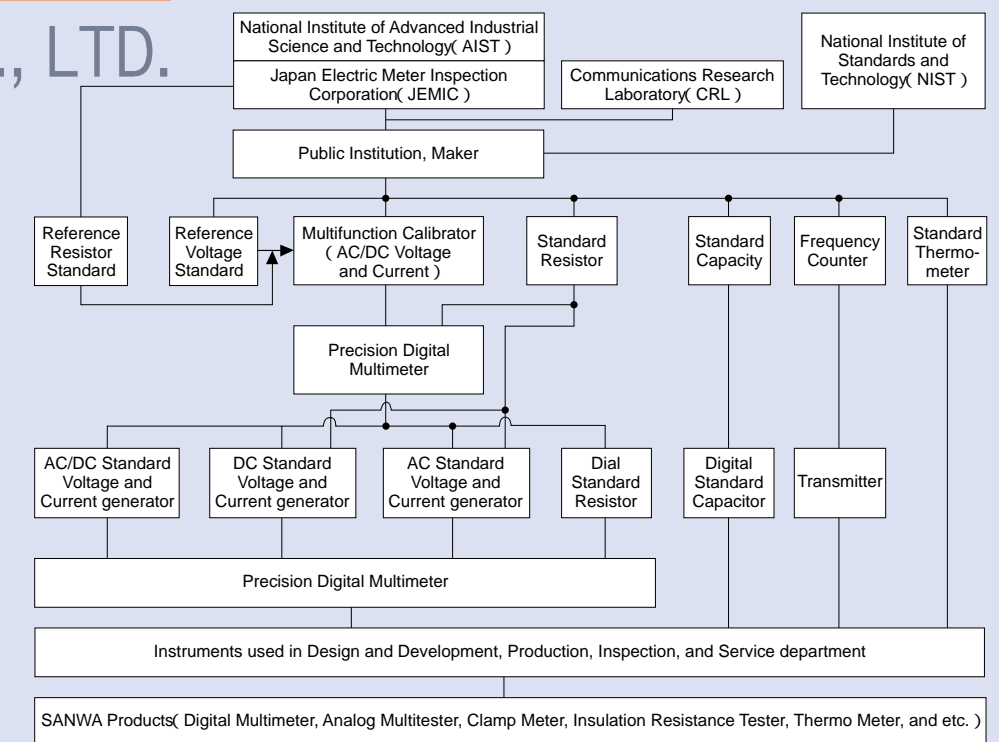 ., LTD.
National Institute of Advanced Industrial
Science and Technology( AIST )
Japan Electric Meter Inspection
Corporation( JEMIC )
Communications Research
Laboratory( CRL )
National Institute of
Standards and
Technology( NIST )
Public Institution, Maker
Reference
Resistor
Standard
Reference
Voltage
Standard
Multifunction Calibrator
( AC/DC Voltage
and Current )
Standard
Resistor
Standard
Capacity
Frequency
Counter
Standard
Thermo-
meter
Precision Digital
Multimeter
AC/DC Standard
Voltage and
Current generator
DC Standard
Voltage and
Current generator
AC Standard
Voltage and
Current generator
Dial
Standard
Resistor
Digital
Standard
Capacitor
Transmitter
Precision Digital Multimeter
Instruments used in Design and Development, Production, Inspection, and Service department
SANWA Products( Digital Multimeter, Analog Multitester, Clamp Meter, Insulation Resistance Tester, Thermo Meter, and etc. )